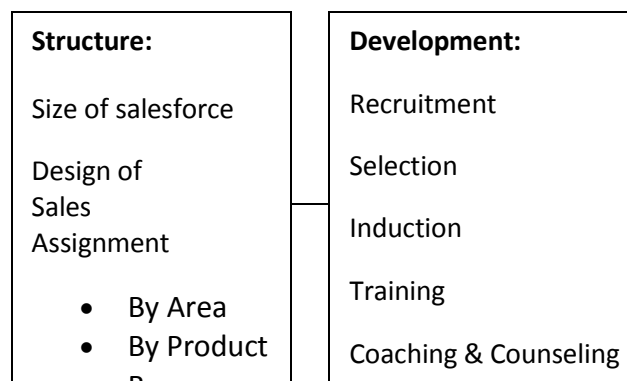 Structure:
Size of salesforce
Design of
Sales
Assignment
• By Area
• By Product
Development:
Recruitment
Selection
Induction
Training
Coaching & Counseling